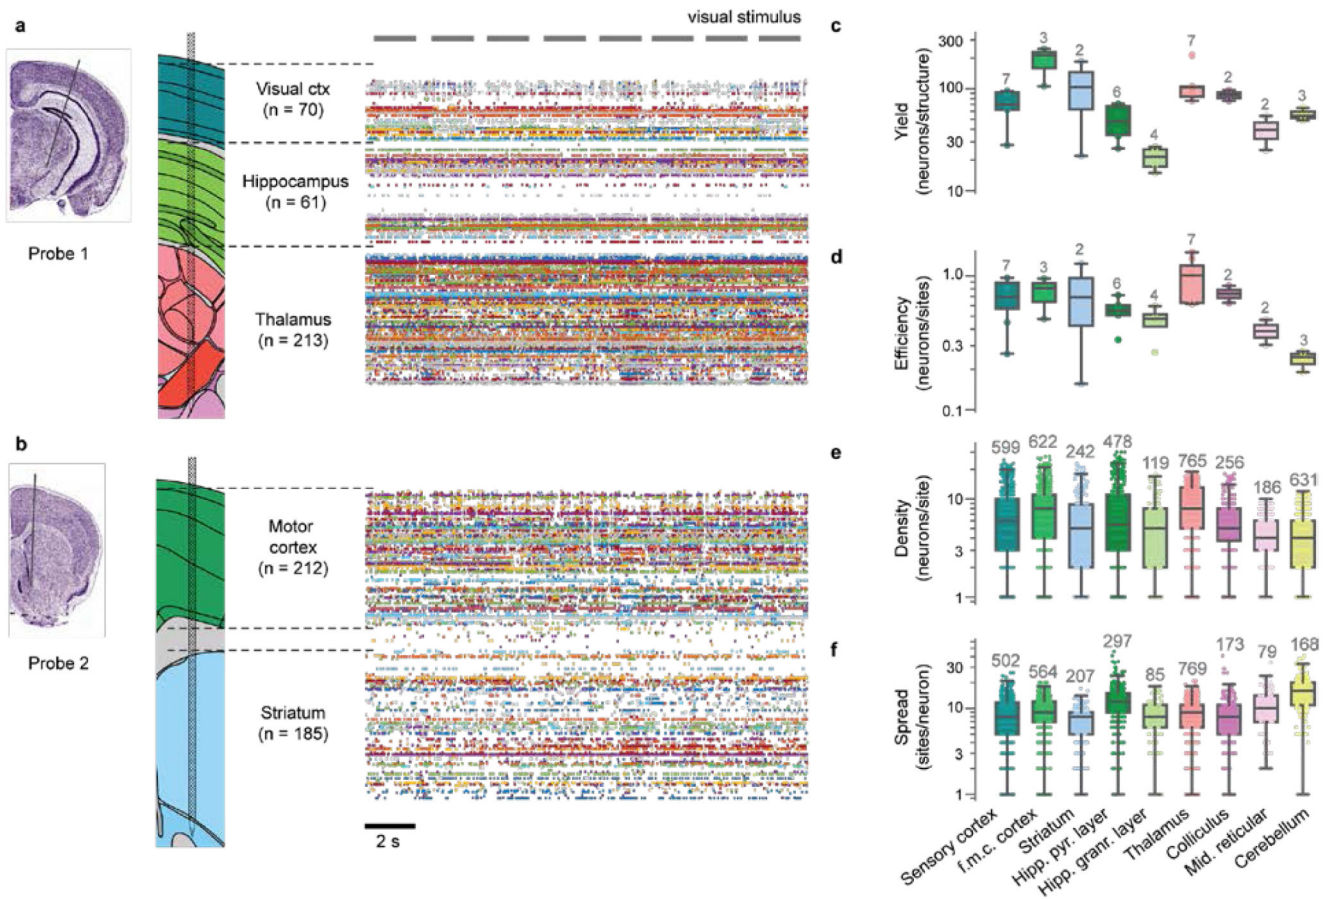 a
visual stimulus
Visual ctx
(n = 70)
Hippocampus
(n = 61)
Probe 1
Thalamus
(n = 213)
b
Motor
cortex
(n = 212)
Probe 2
Striatum
(n = 185)
2 s
c
Yield
(neurons/structure)
300
100
30
10
7
3
2
6
4
7
2
2
3
d
Efficiency
(neurons/sites)
1.0
0.3
0.1
7
3
2
6
4
7
2
2
3
e
Density
(neurons/site)
10
3
1
599
622
242
478
119
765
256
186
631
f
Spread
(sites/neuron)
30
10
3
1
502
564
207
297
85
769
173
79
168
Sensory cortex
f.m.c. cortex
Striatum
Hipp. pyr. layer
Hipp. granr. layer
Thalamus
Colliculus
Mid. reticular
Cerebellum